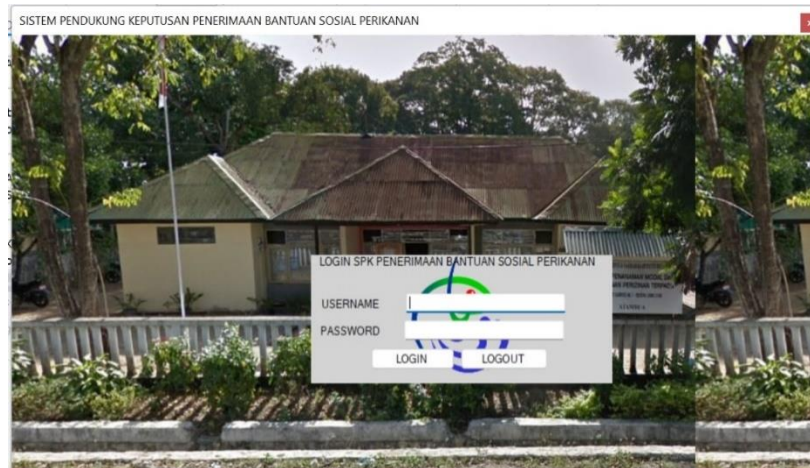 SISTEM PENDUKUNG KEPUTUSAN PENERIMAAN BANTUAN SOSIAL PERIKANAN
LOGIN SPK PENERIMAAN BANTUAN SOSIAL PERIKANAN
USERNAME
PASSWORD
LOGIN LOGOUT